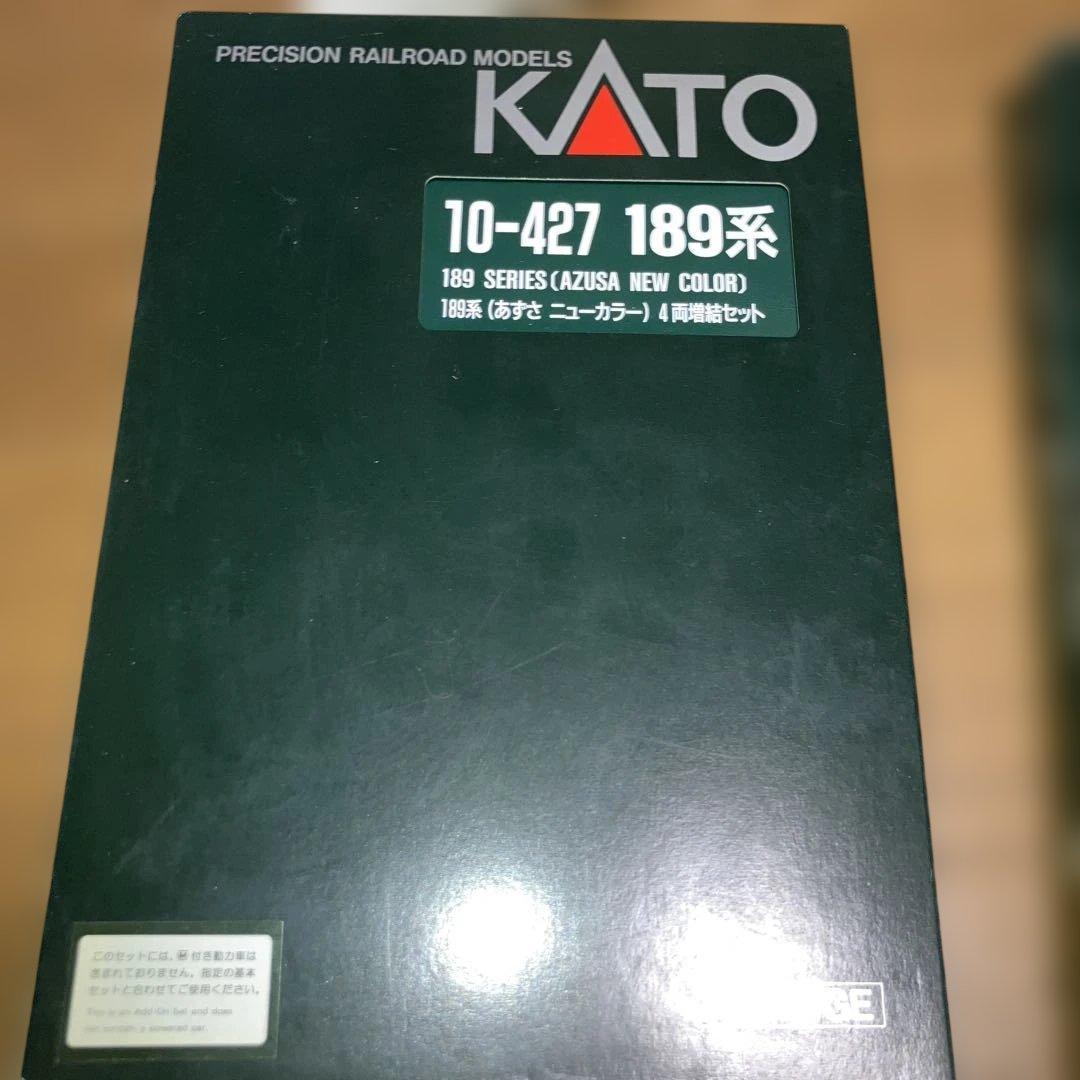 PRECISION RAILROAD MODELS
KATO
10-427 189系
189 SERIES(AZUSA NEW COLOR)
189系(あずさ ニューカラー) 4両増結セット
このセットには、Ⓜ付き動力車は
含まれておりません。指定の基本
セットと合わせてご使用ください。
This is an Add-On Set and does
not contain a powered car.